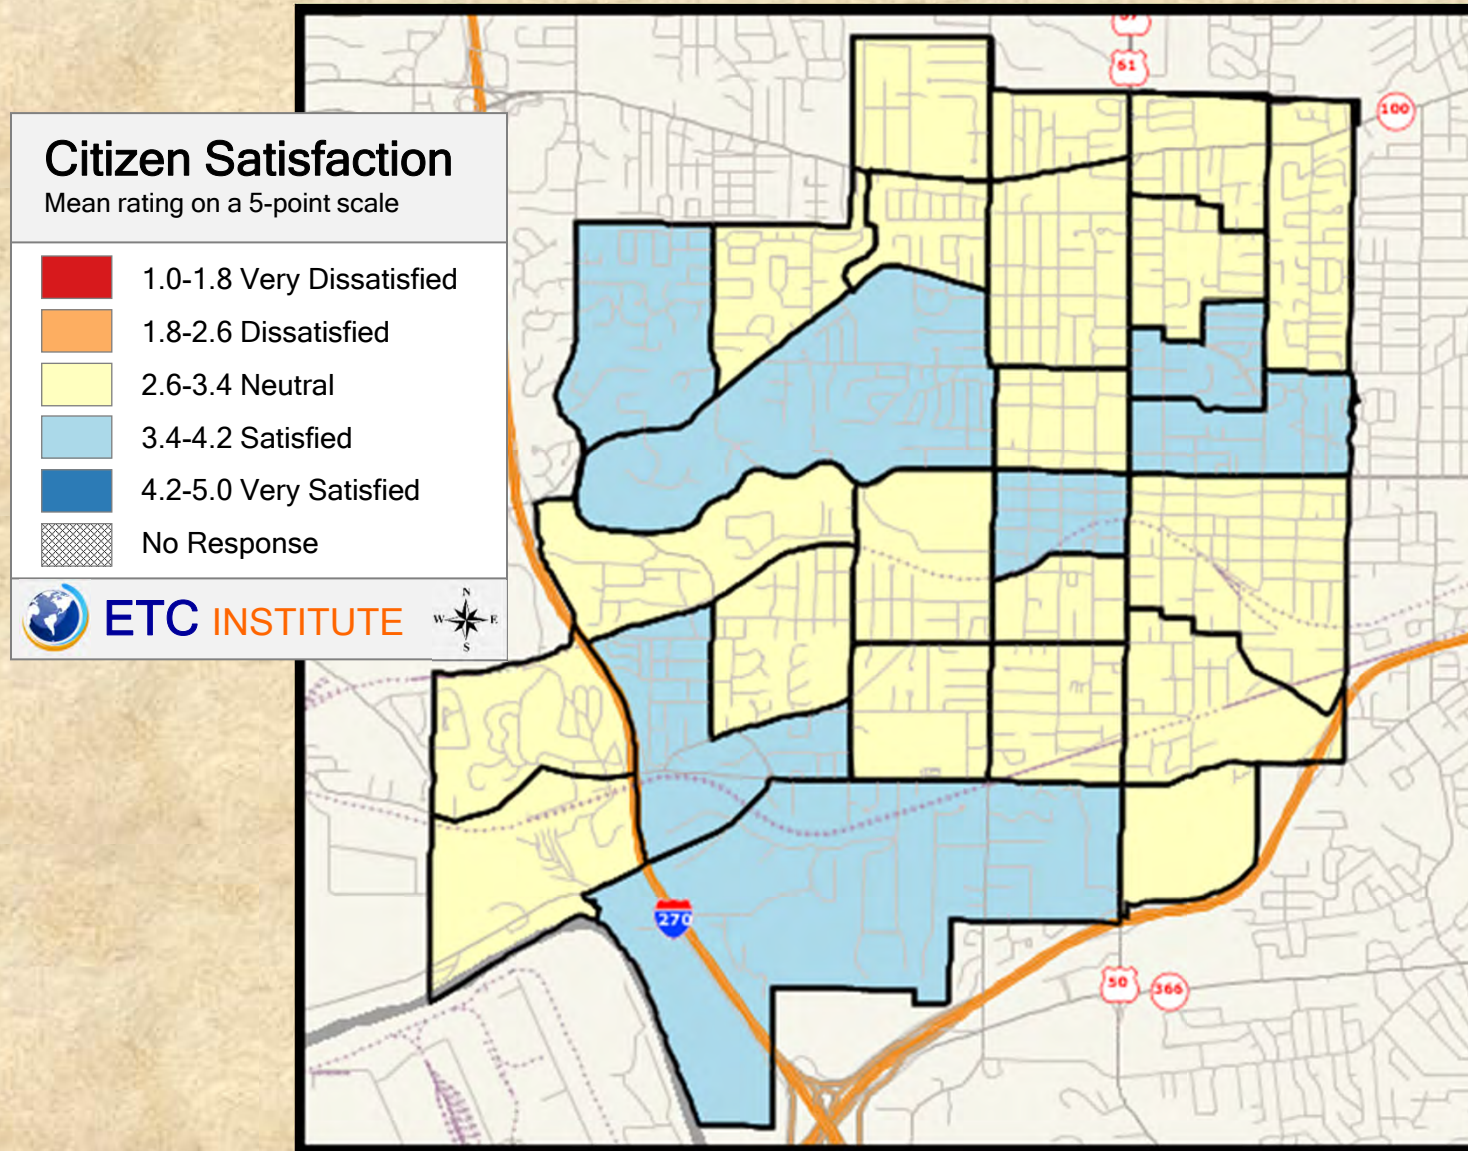 61
100
Citizen Satisfaction
Mean rating on a 5-point scale
1.0-1.8 Very Dissatisfied
1.8-2.6 Dissatisfied
2.6-3.4 Neutral
3.4-4.2 Satisfied
4.2-5.0 Very Satisfied
No Response
ETC INSTITUTE
N
W E
S
270
50
366